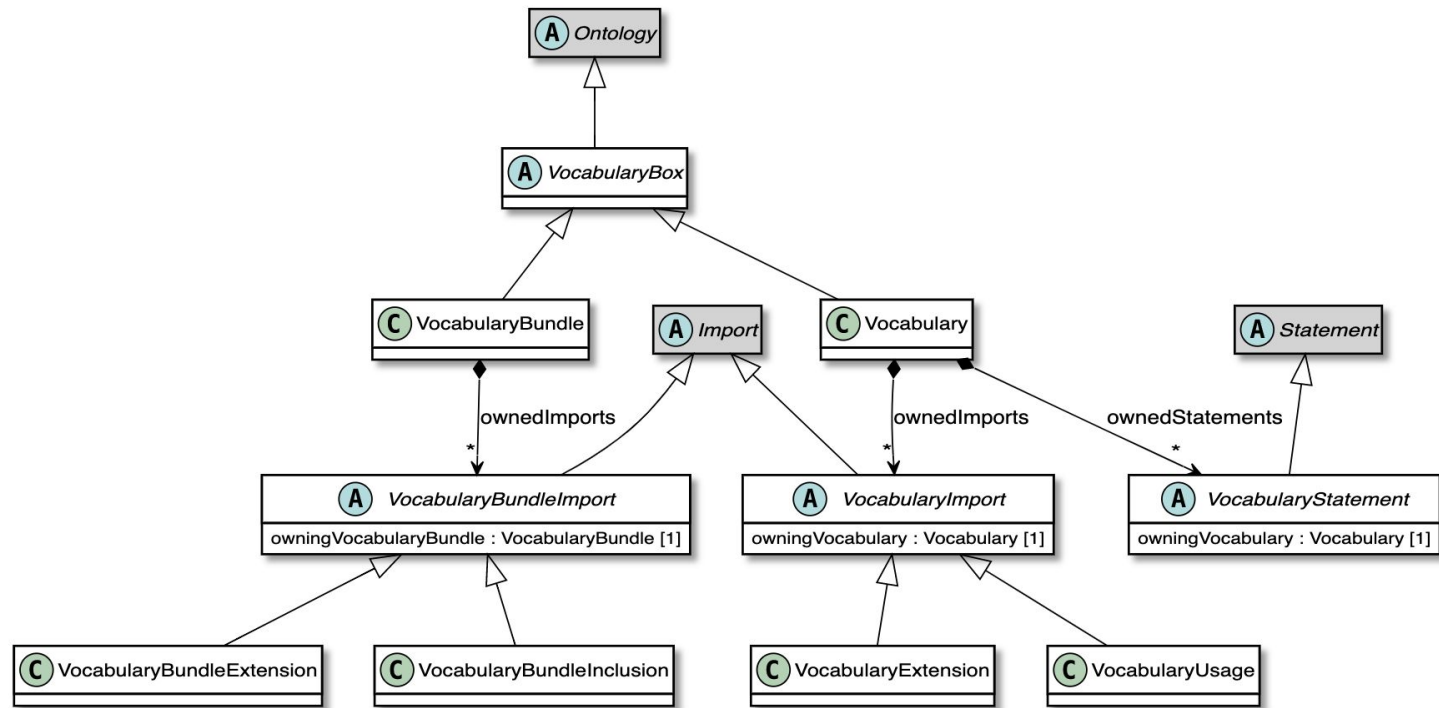 A Ontology
A VocabularyBox
C VocabularyBundle
A Import
C Vocabulary
A Statement
ownedImports
ownedImports
ownedStatements
*
*
*
A VocabularyBundleImport
owningVocabularyBundle : VocabularyBundle [1]
A VocabularyImport
owningVocabulary : Vocabulary [1]
A VocabularyStatement
owningVocabulary : Vocabulary [1]
C VocabularyBundleExtension
C VocabularyBundleInclusion
C VocabularyExtension
C VocabularyUsage